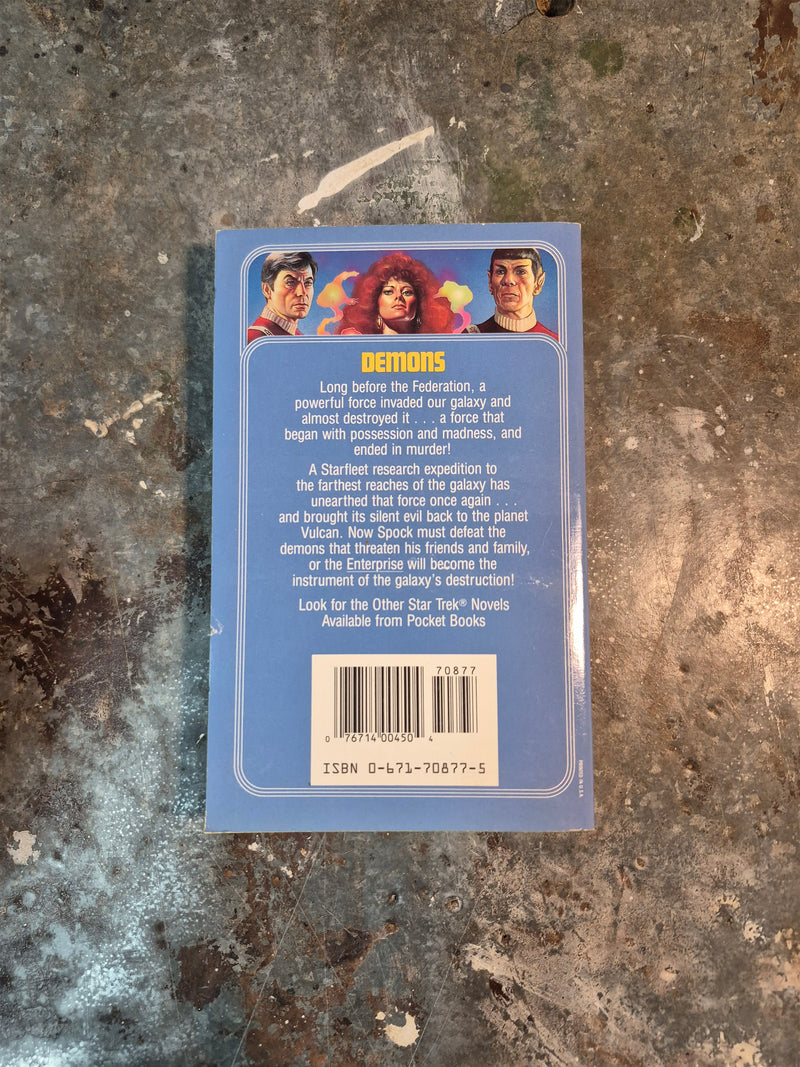 DEMONS
Long before the Federation, a
powerful force invaded our galaxy and
almost destroyed it . . . a force that
began with possession and madness, and
ended in murder!
A Starfleet research expedition to
the farthest reaches of the galaxy has
unearthed that force once again . . .
and brought its silent evil back to the planet
Vulcan. Now Spock must defeat the
demons that threaten his friends and family,
or the Enterprise will become the
instrument of the galaxy's destruction!
Look for the Other Star Trek® Novels
Available from Pocket Books
70877
0 76714 00450 4
ISBN 0-671-70877-5
PRINTED IN U.S.A.